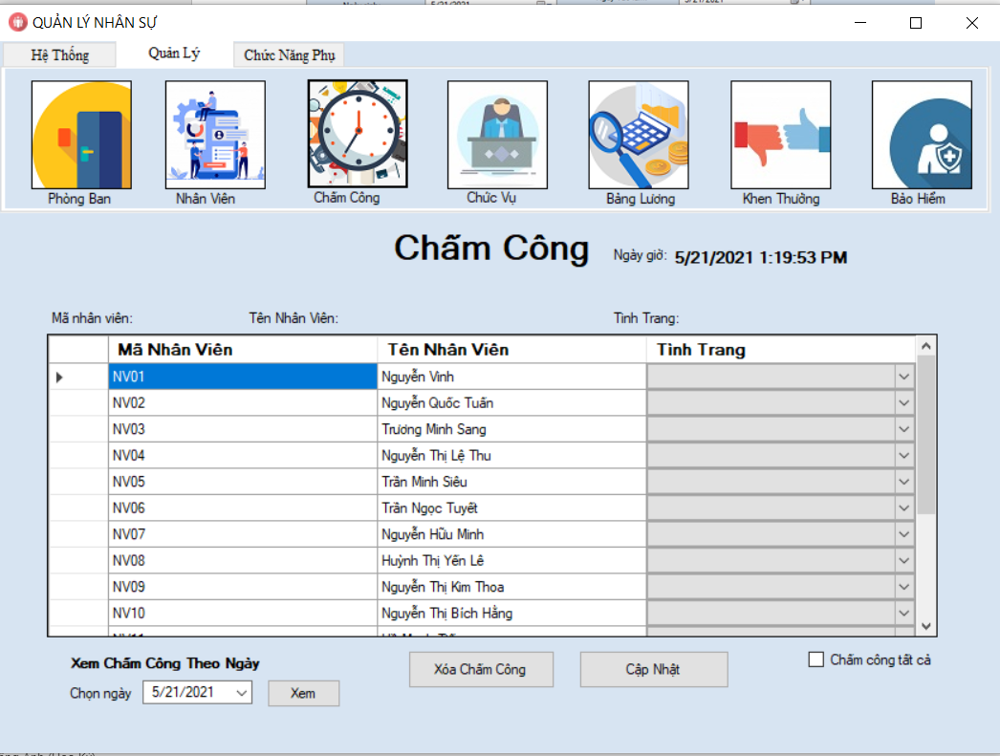 QUẢN LÝ NHÂN SỰ
Hệ Thống Quản Lý Chức Năng Phụ
Phòng Ban Nhân Viên Chấm Công Chức Vụ Bảng Lương Khen Thưởng Bảo Hiểm
Chấm Công Ngày giờ: 5/21/2021 1:19:53 PM
Mã nhân viên: Tên Nhân Viên: Tình Trang:
Mã Nhân Viên Tên Nhân Viên Tình Trang
NV01 Nguyễn Vinh
NV02 Nguyễn Quốc Tuấn
NV03 Trương Minh Sang
NV04 Nguyễn Thị Lệ Thu
NV05 Trần Minh Siêu
NV06 Trần Ngọc Tuyết
NV07 Nguyễn Hữu Minh
NV08 Huỳnh Thị Yến Lê
NV09 Nguyễn Thị Kim Thoa
NV10 Nguyễn Thị Bích Hằng
Xem Chấm Công Theo Ngày Xóa Chấm Công Cập Nhật Chấm công tất cả
Chọn ngày 5/21/2021 Xem